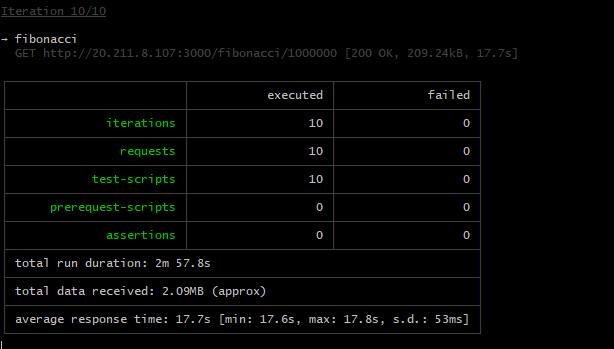 Iteration 10/10
→ fibonacci
GET http://20.211.8.107:3000/fibonacci/1000000 [200 OK, 209.24kB, 17.7s]
executed failed
iterations 10 0
requests 10 0
test-scripts 10 0
prerequest-scripts 0 0
assertions 0 0
total run duration: 2m 57.8s
total data received: 2.09MB (approx)
average response time: 17.7s [min: 17.6s, max: 17.8s, s.d.: 53ms]